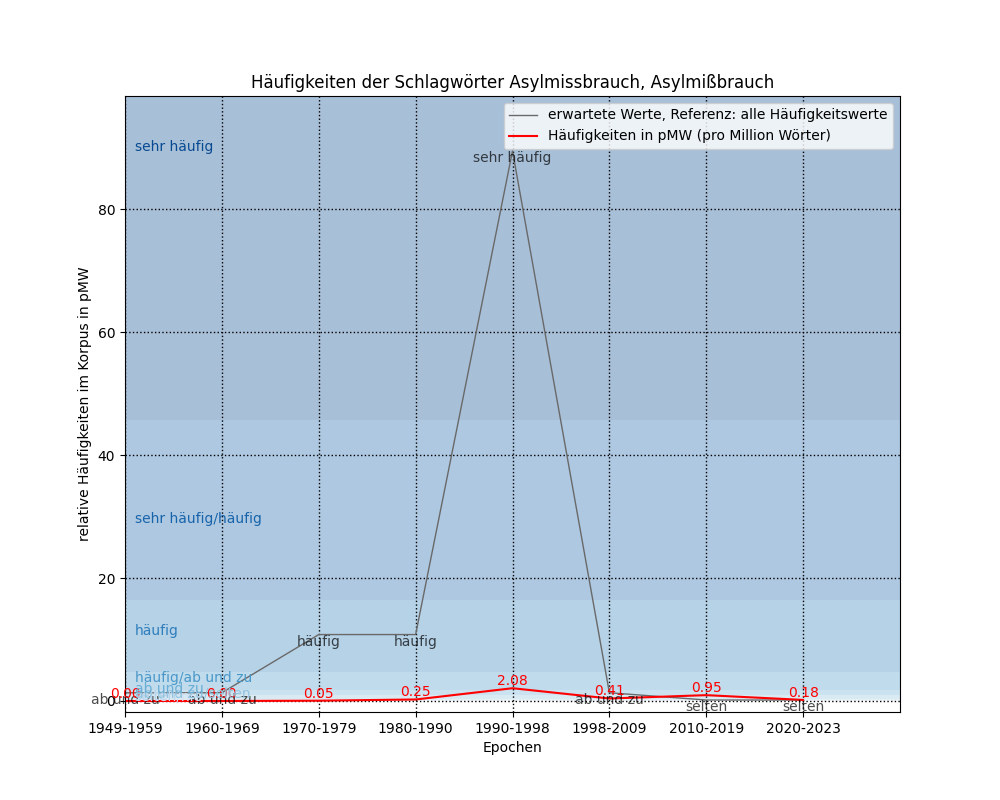 Häufigkeiten der Schlagwörter Asylmissbrauch, Asylmißbrauch
erwartete Werte, Referenz: alle Häufigkeitswerte
Häufigkeiten in pMW (pro Million Wörter)
relative Häufigkeiten im Korpus in pMW
80
60
40
20
0
sehr häufig
sehr häufig/häufig
häufig
häufig/ab und zu
ab und zu
sehr häufig
häufig
häufig
ab und zu
ab und zu
ab und zu
selten
selten
0.00
0.05
0.25
2.08
0.41
0.95
0.18
1949-1959
1960-1969
1970-1979
1980-1990
1990-1998
1998-2009
2010-2019
2020-2023
Epochen